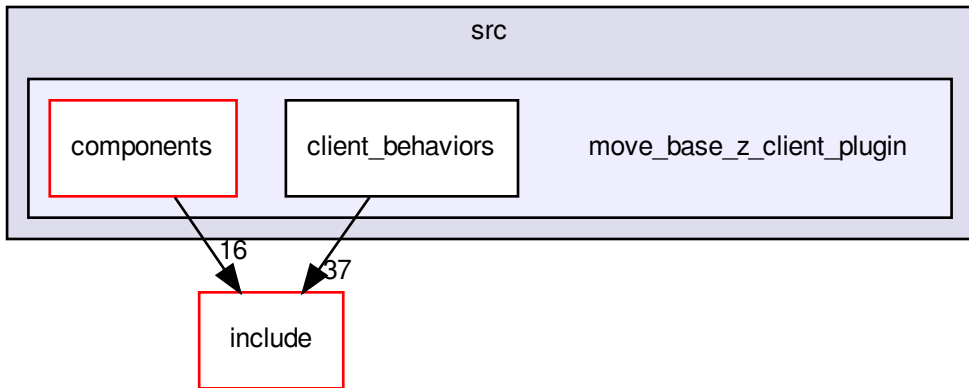 src
components
client_behaviors
move_base_z_client_plugin
16
37
include